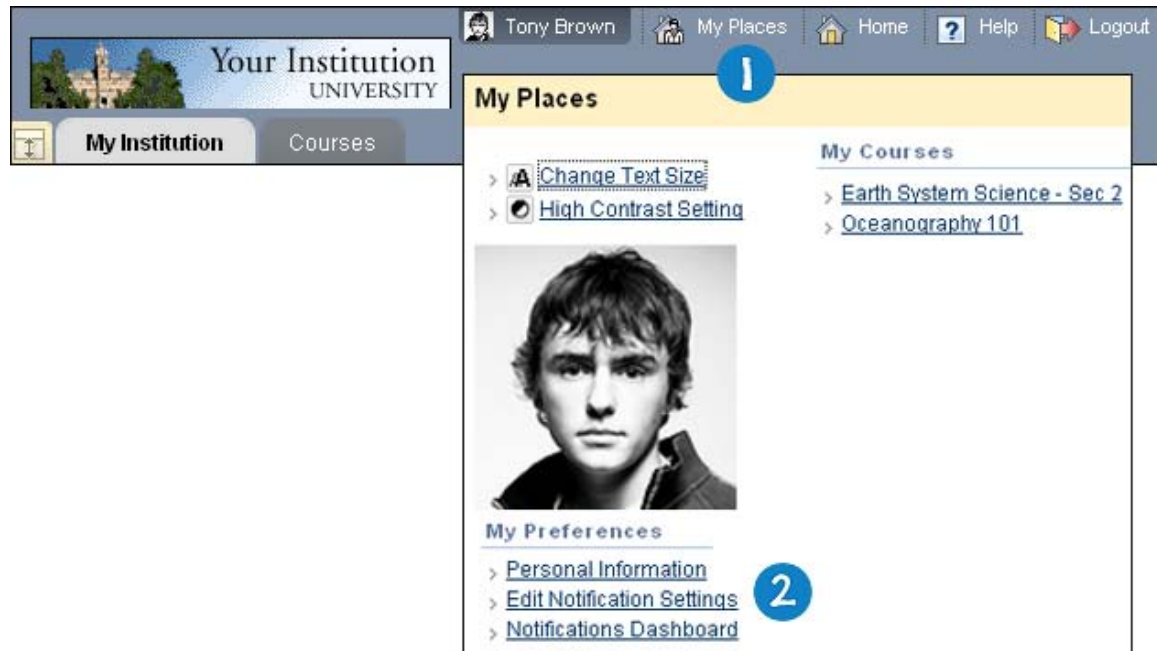 Tony Brown My Places Home ? Help Logout
1
Your Institution
UNIVERSITY
My Institution Courses
My Places
A Change Text Size
High Contrast Setting
My Courses
Earth System Science - Sec 2
Oceanography 101
My Preferences
Personal Information
Edit Notification Settings 2
Notifications Dashboard